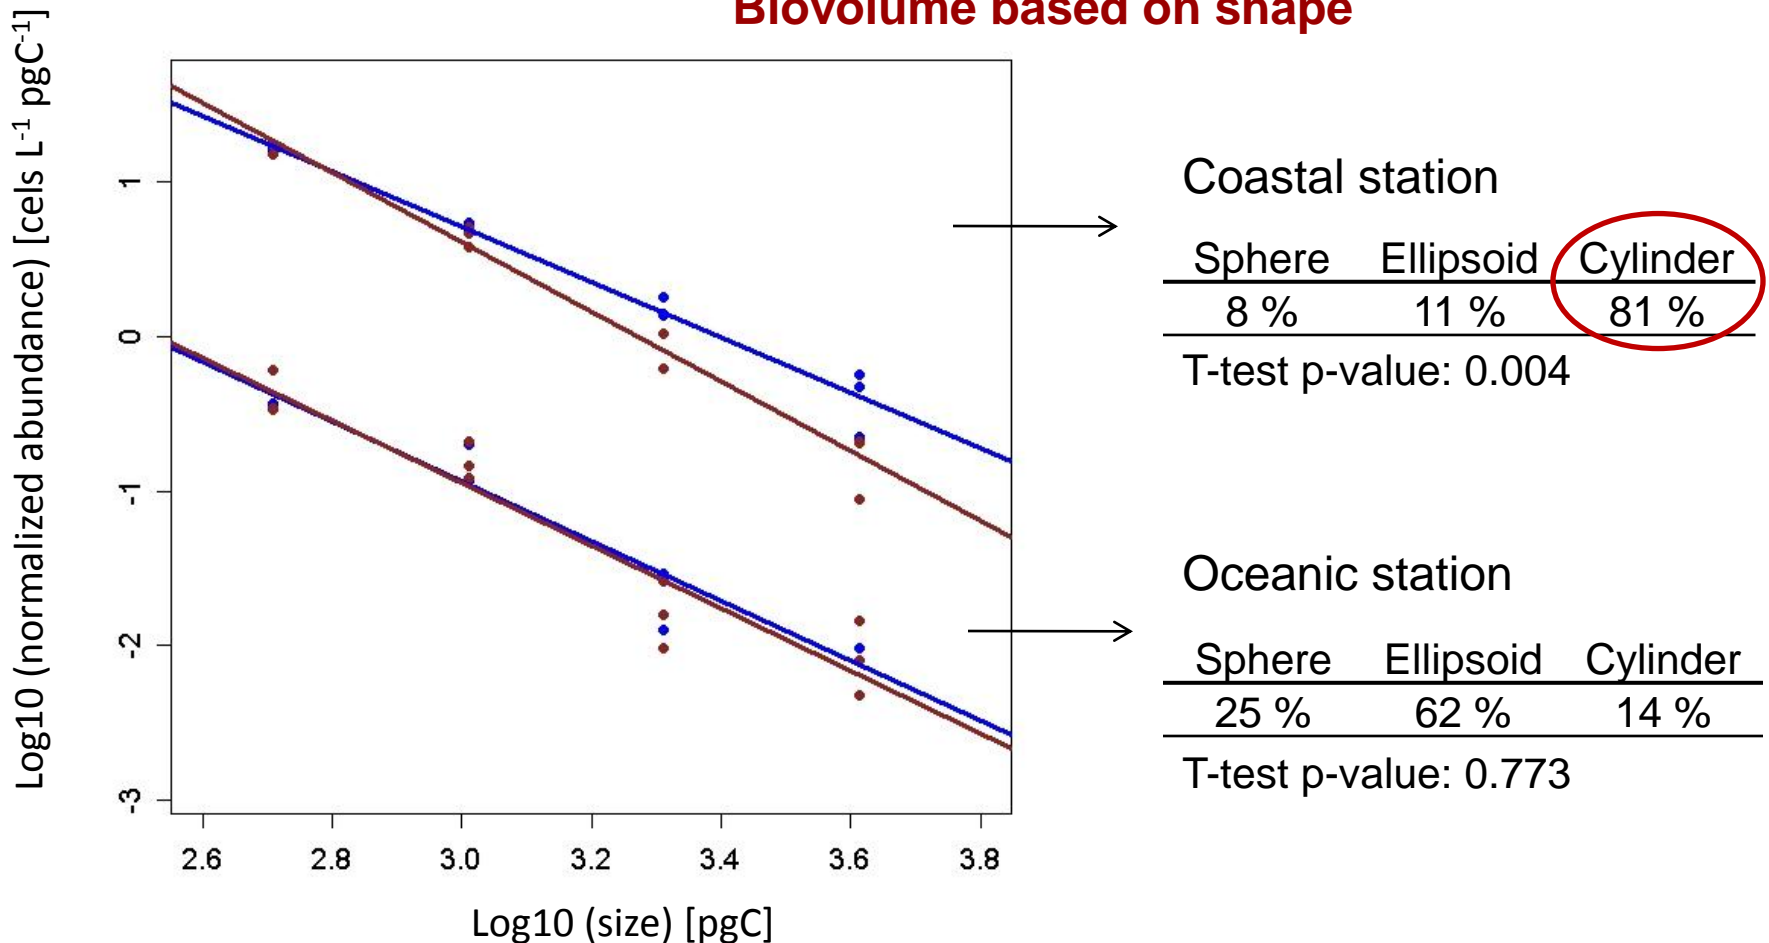 Biovolume based on shape
Log10 (normalized abundance) [cels L-1 pgC-1]
1
0
-1
-2
-3
2.6 2.8 3.0 3.2 3.4 3.6 3.8
Log10 (size) [pgC]
Coastal station
Sphere Ellipsoid Cylinder
8 % 11 % 81 %
T-test p-value: 0.004
Oceanic station
Sphere Ellipsoid Cylinder
25 % 62 % 14 %
T-test p-value: 0.773